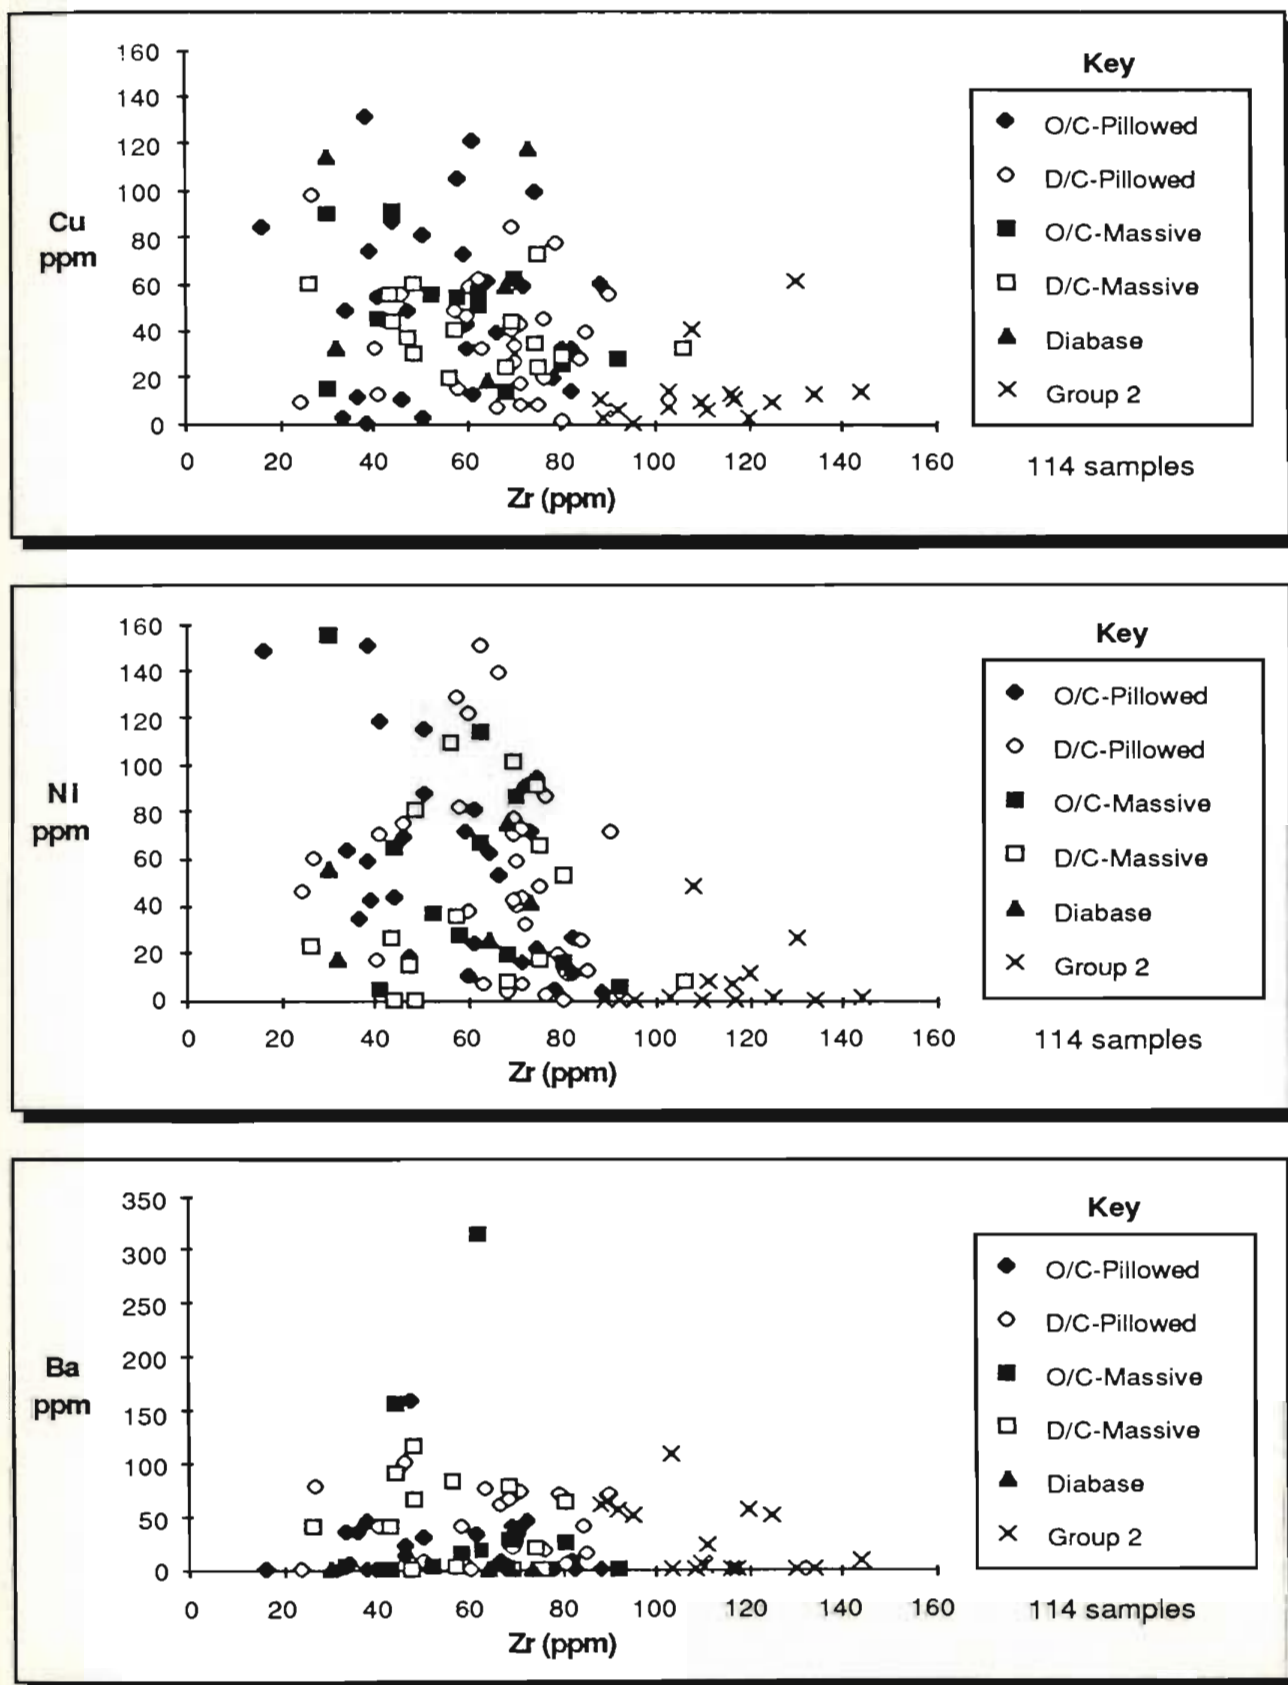 160
140
120
100
80
60
40
20
0
Cu
ppm
0 20 40 60 80 100 120 140 160
Zr (ppm)
Key
O/C-Pillowed
D/C-Pillowed
O/C-Massive
D/C-Massive
Diabase
Group 2
114 samples
160
140
120
100
80
60
40
20
0
Ni
ppm
0 20 40 60 80 100 120 140 160
Zr (ppm)
Key
O/C-Pillowed
D/C-Pillowed
O/C-Massive
D/C-Massive
Diabase
Group 2
114 samples
350
300
250
200
150
100
50
0
Ba
ppm
0 20 40 60 80 100 120 140 160
Zr (ppm)
Key
O/C-Pillowed
D/C-Pillowed
O/C-Massive
D/C-Massive
Diabase
Group 2
114 samples